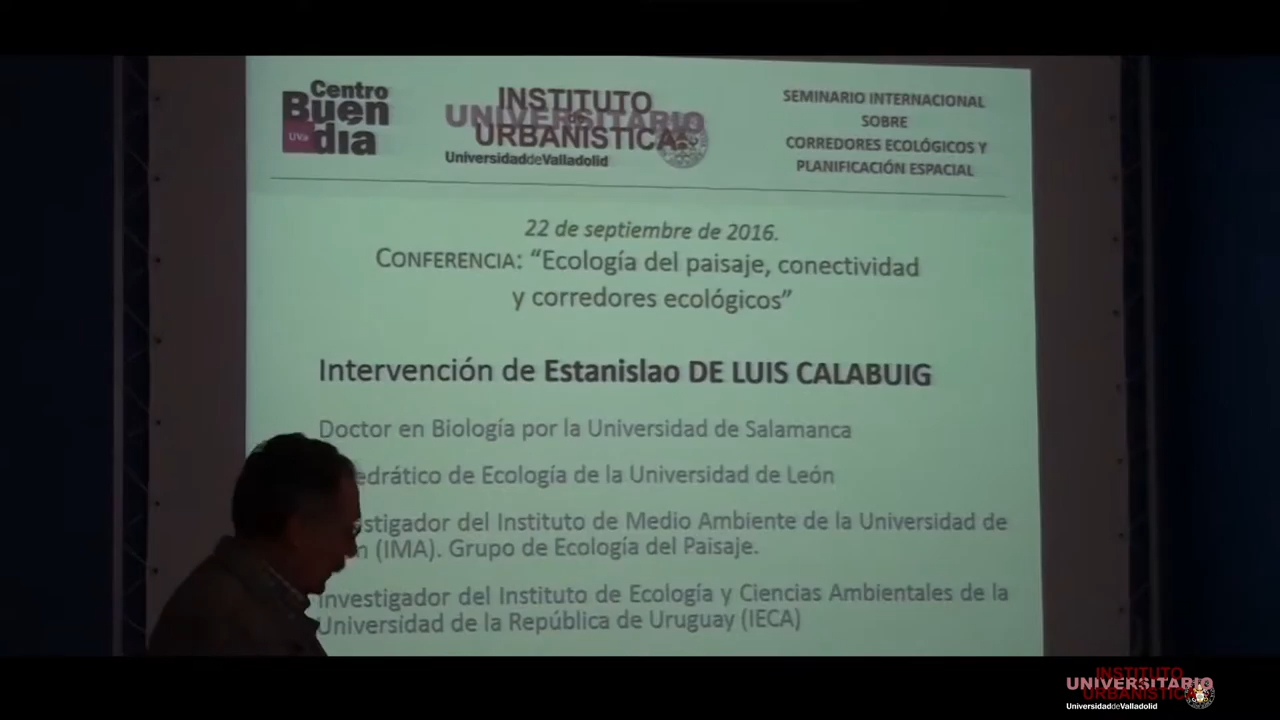 Centro
Buen
UVa
día
INSTITUTO
UNIVERSITARIO
DE
URBANÍSTICA
UniversidaddeValladolid
SEMINARIO INTERNACIONAL
SOBRE
CORREDORES ECOLÓGICOS Y
PLANIFICACIÓN ESPACIAL
22 de septiembre de 2016.
CONFERENCIA: “Ecología del paisaje, conectividad
y corredores ecológicos”
Intervención de Estanislao DE LUIS CALABUIG
Doctor en Biología por la Universidad de Salamanca
edrático de Ecología de la Universidad de León
stigador del Instituto de Medio Ambiente de la Universidad de
n (IMA). Grupo de Ecología del Paisaje.
Investigador del Instituto de Ecología y Ciencias Ambientales de la
Universidad de la República de Uruguay (IECA)
INSTITUTO
UNIVERSITARIO
URBANÍSTICA
UniversidaddeValladolid